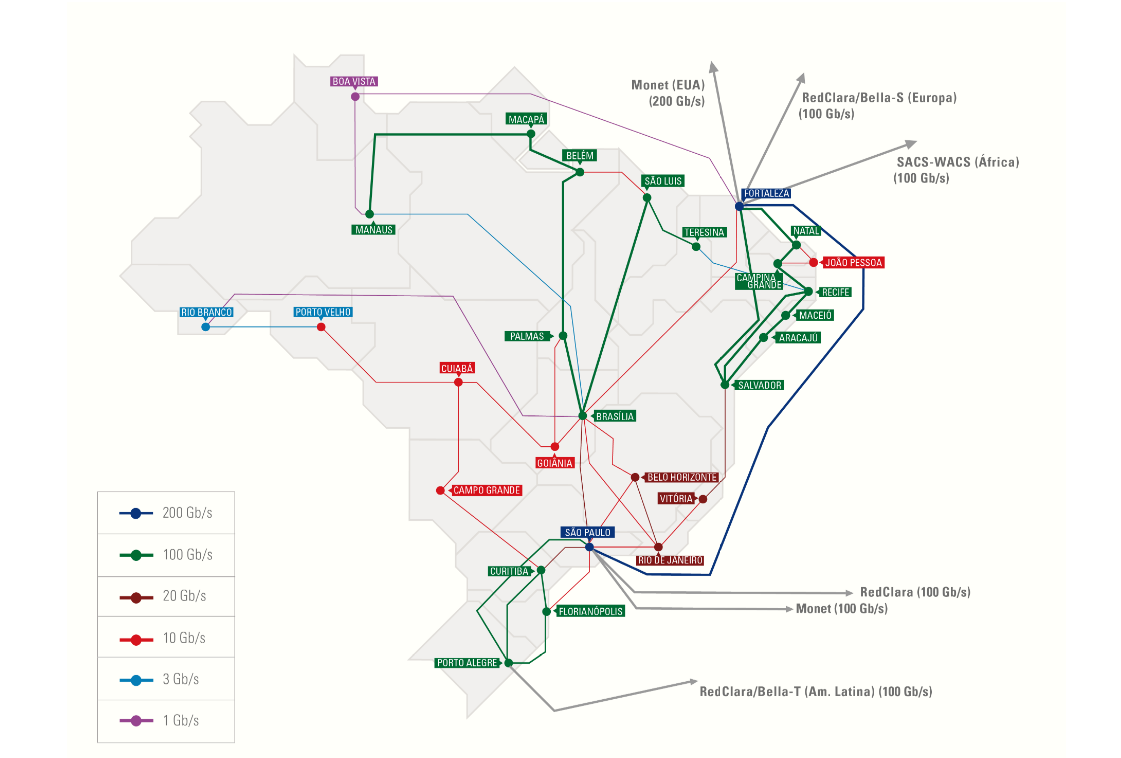 BOA VISTA
Monet (EUA)
(200 Gb/s)
RedClara/Bella-S (Europa)
(100 Gb/s)
MACAPÁ
BELÉM
SACS-WACS (África)
(100 Gb/s)
SÃO LUIS
FORTALEZA
MANAUS
TERESINA
NATAL
JOÃO PESSOA
CAMPINA
GRANDE
RECIFE
RIO BRANCO
PORTO VELHO
MACEIÓ
PALMAS
ARACAJÚ
CUIABÁ
SALVADOR
BRASÍLIA
GOIÂNIA
BELO HORIZONTE
CAMPO GRANDE
VITÓRIA
SÃO PAULO
RIO DE JANEIRO
CURITIBA
RedClara (100 Gb/s)
Monet (100 Gb/s)
FLORIANÓPOLIS
PORTO ALEGRE
RedClara/Bella-T (Am. Latina) (100 Gb/s)
200 Gb/s
100 Gb/s
20 Gb/s
10 Gb/s
3 Gb/s
1 Gb/s